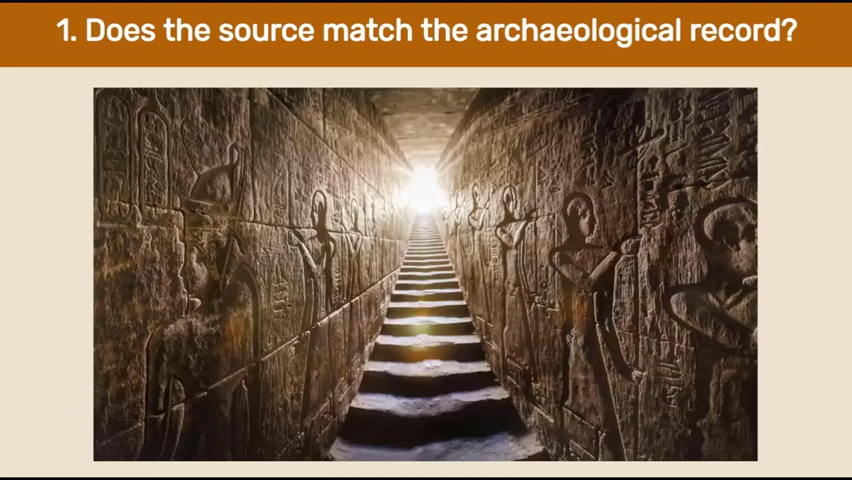 1. Does the source match the archaeological record?